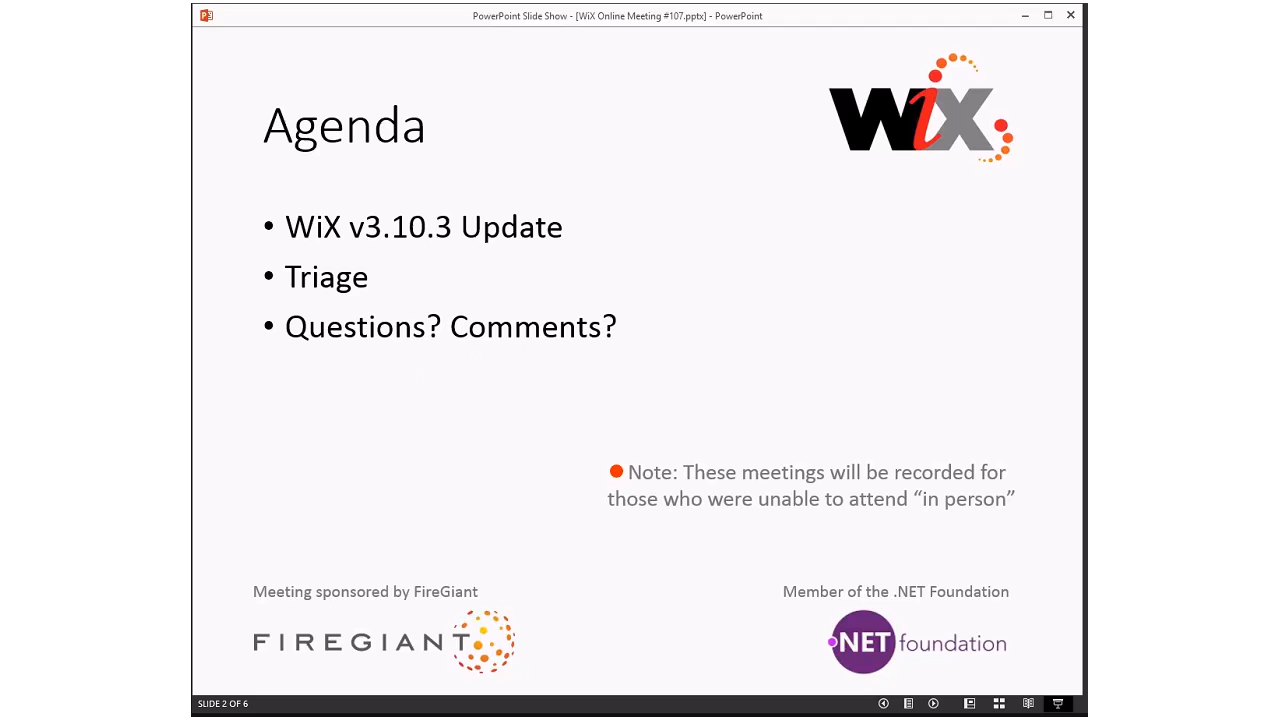 PowerPoint Slide Show - [WiX Online Meeting #107.pptx] - PowerPoint
WiX
Agenda
• WiX v3.10.3 Update
• Triage
• Questions? Comments?
Note: These meetings will be recorded for
those who were unable to attend “in person”
Meeting sponsored by FireGiant
Member of the .NET Foundation
FIREGIANT
.NET foundation
SLIDE 2 OF 6